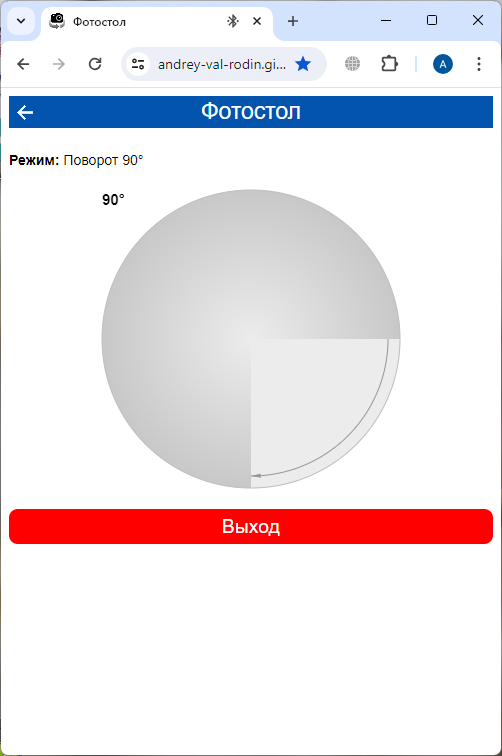 Фотостол
andrey-val-rodin.gi...
A
Фотостол
Режим: Поворот 90°
90°
Выход